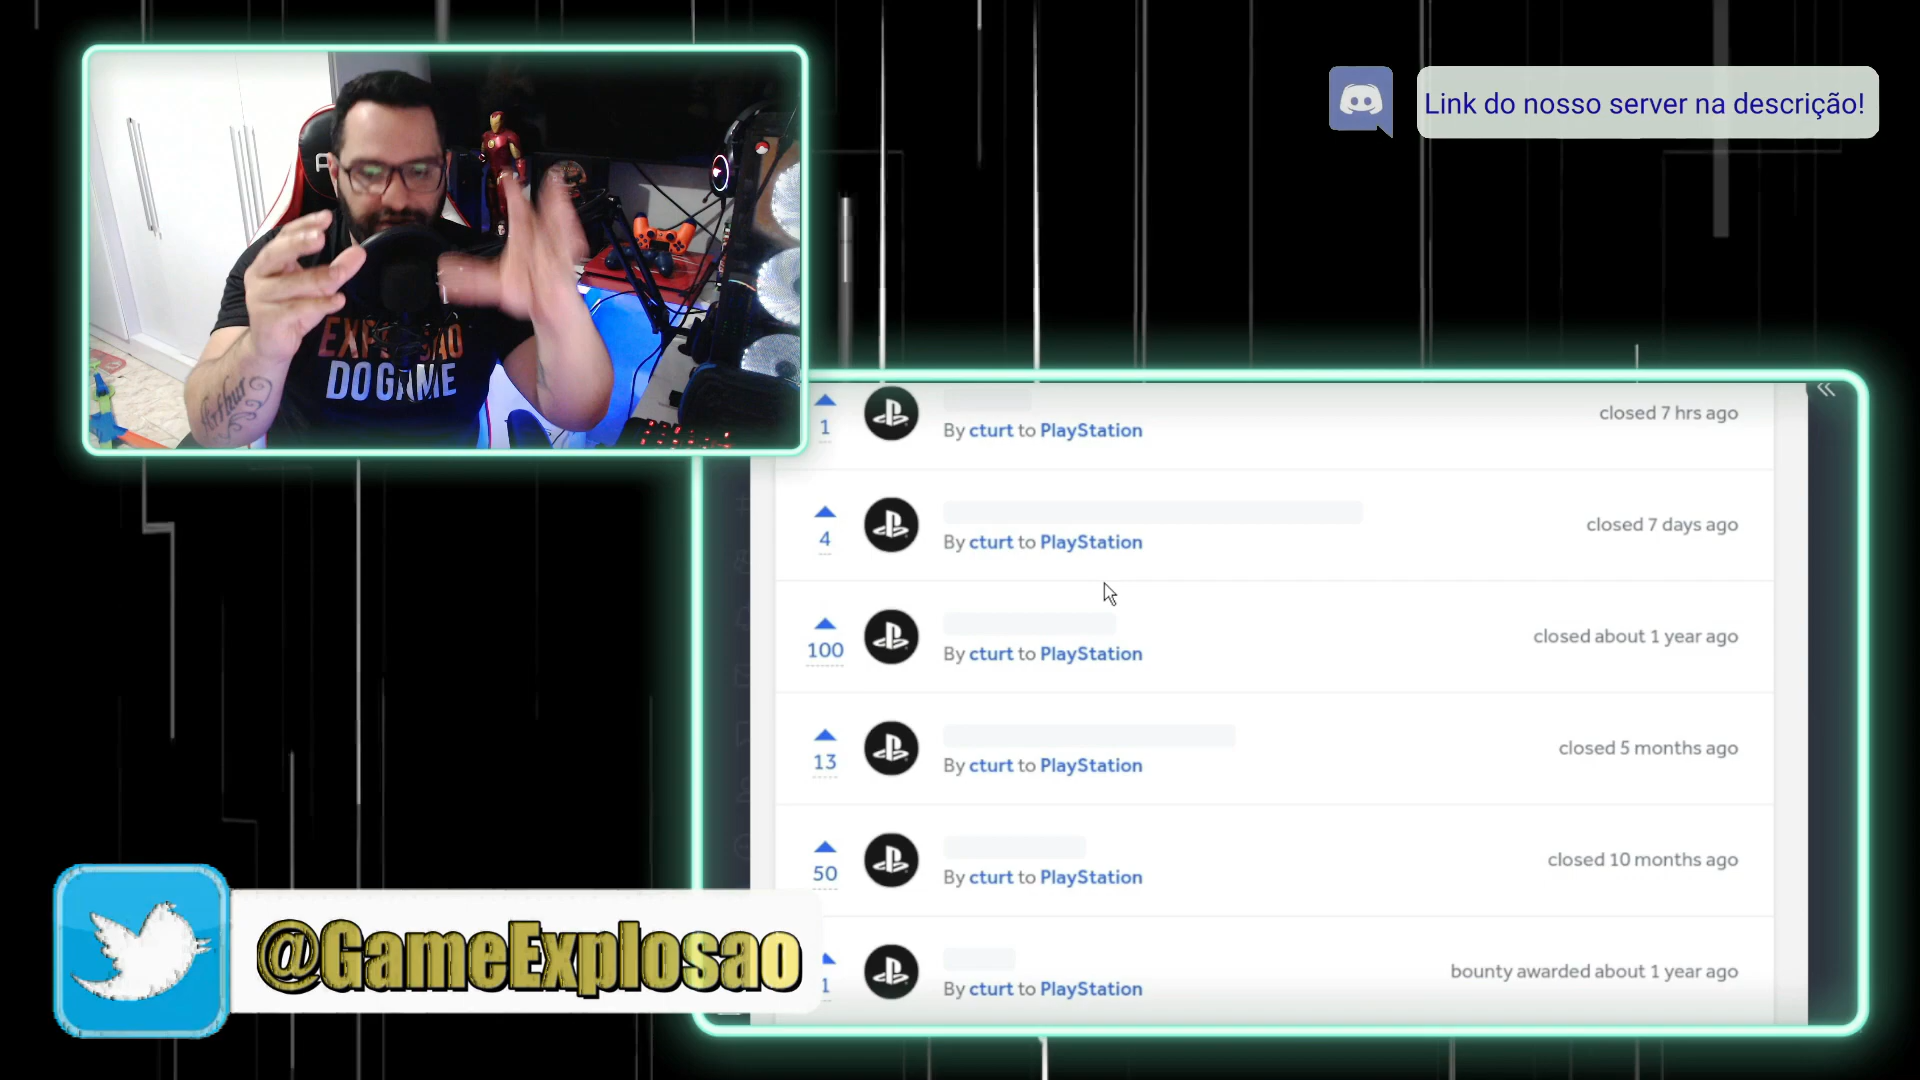 Link do nosso server na descrição!
EXPLOSAO
DO GAME
Arthur
1
By cturt to PlayStation
closed 7 hrs ago
4
By cturt to PlayStation
closed 7 days ago
100
By cturt to PlayStation
closed about 1 year ago
13
By cturt to PlayStation
closed 5 months ago
50
By cturt to PlayStation
closed 10 months ago
1
By cturt to PlayStation
bounty awarded about 1 year ago
@GameExplosao